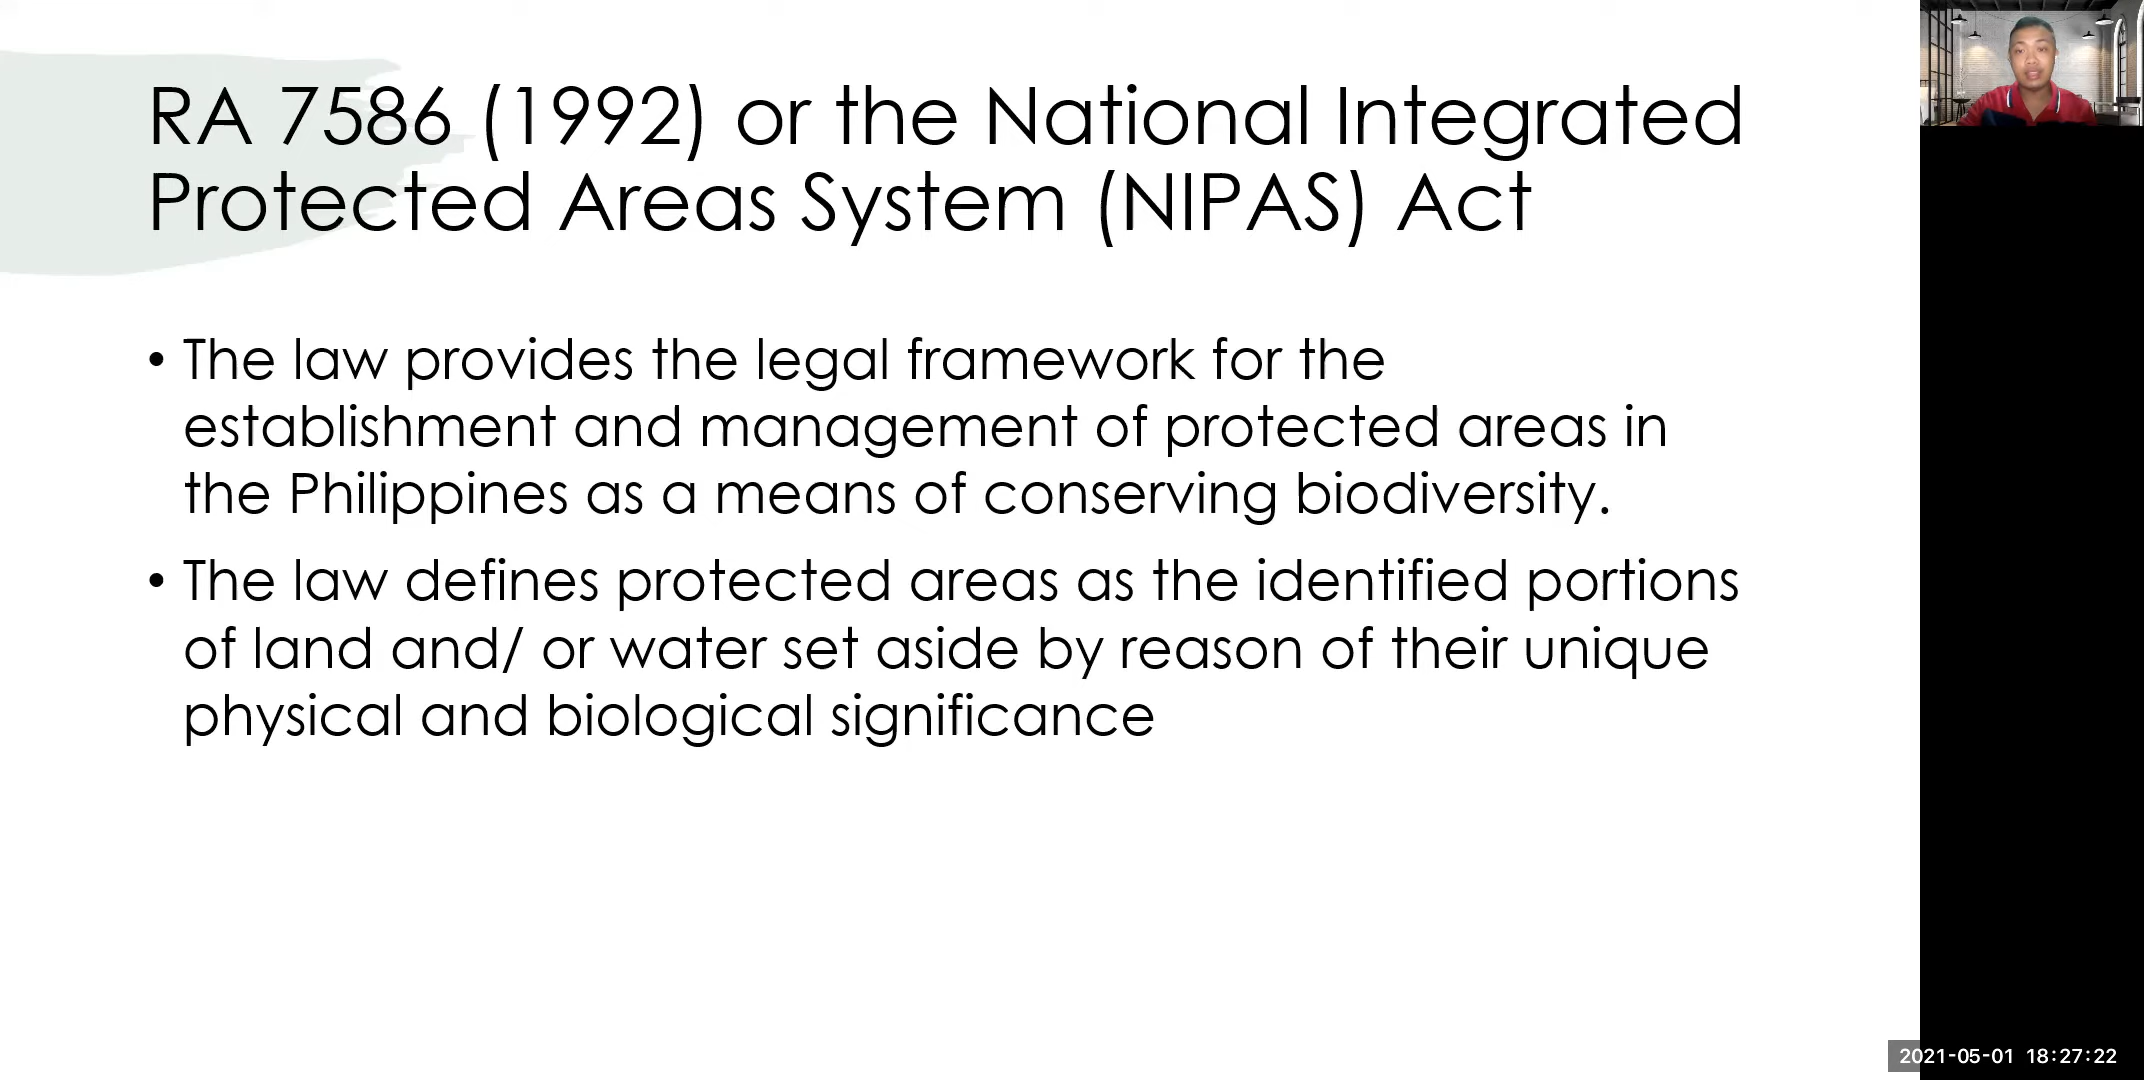 RA 7586 (1992) or the National Integrated
Protected Areas System (NIPAS) Act
• The law provides the legal framework for the
establishment and management of protected areas in
the Philippines as a means of conserving biodiversity.
• The law defines protected areas as the identified portions
of land and/ or water set aside by reason of their unique
physical and biological significance
2021-05-01 18:27:22